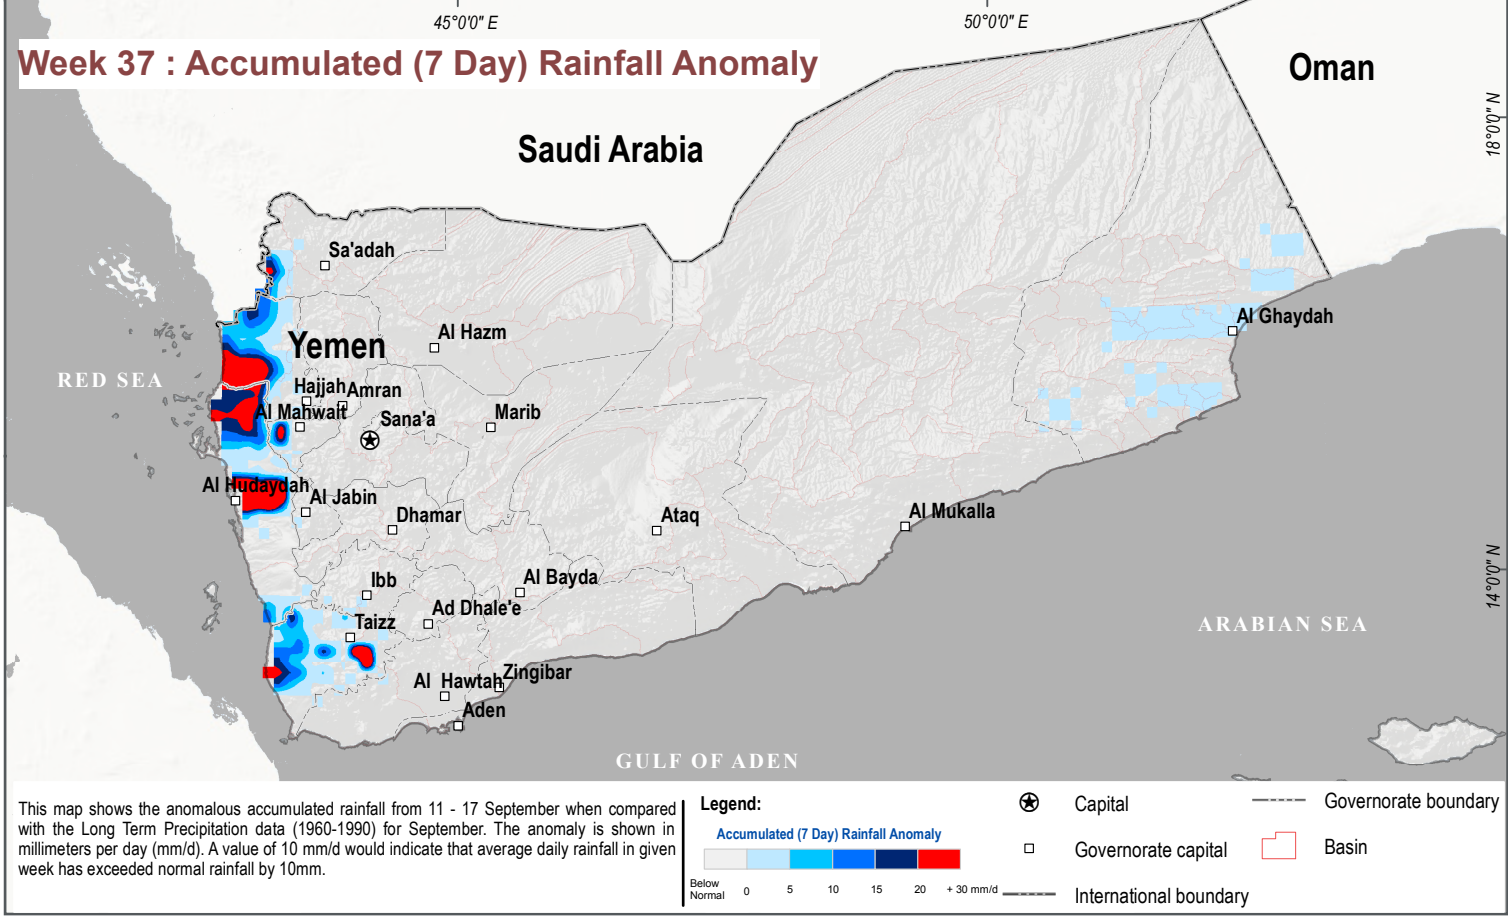 45°0'0" E
50°0'0" E
Week 37 : Accumulated (7 Day) Rainfall Anomaly
Oman
18°0'0" N
Saudi Arabia
Sa'adah
Al Ghaydah
Al Hazm
Yemen
RED SEA
Hajjah
Amran
Al Mahwait
Sana'a
Marib
Al Hudaydah
Al Jabin
Dhamar
Ataq
Al Mukalla
14°0'0" N
Ibb
Al Bayda
Ad Dhale'e
Taizz
ARABIAN SEA
Al Hawtah
Zingibar
Aden
GULF OF ADEN
This map shows the anomalous accumulated rainfall from 11 - 17 September when compared
with the Long Term Precipitation data (1960-1990) for September. The anomaly is shown in
millimeters per day (mm/d). A value of 10 mm/d would indicate that average daily rainfall in given
week has exceeded normal rainfall by 10mm.
Legend:
Accumulated (7 Day) Rainfall Anomaly
Below
Normal
0
5
10
15
20
+ 30 mm/d
Capital
Governorate capital
International boundary
Governorate boundary
Basin